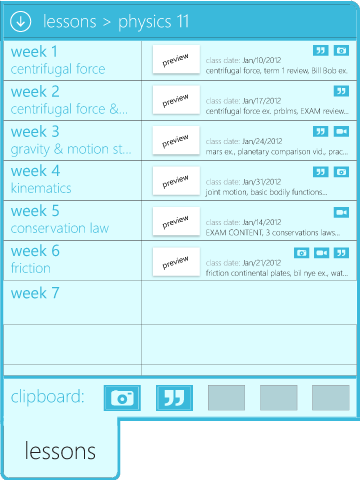 lessons > physics 11
week 1
centrifugal force
preview
class date: Jan/10/2012
centrifugal force, term 1 review, Bill Bob ex.
week 2
centrifugal force &...
preview
class date: Jan/17/2012
centrifugal force ex. prblms, EXAM review...
week 3
gravity & motion st...
preview
class date: Jan/24/2012
mars ex., planetary comparison vid., prac...
week 4
kinematics
preview
class date: Jan/31/2012
joint motion, basic bodily functions...
week 5
conservation law
preview
class date: Jan/14/2012
EXAM CONTENT, 3 conservations laws...
week 6
friction
preview
class date: Jan/21/2012
friction continental plates, bil nye ex., wat...
week 7
clipboard:
lessons